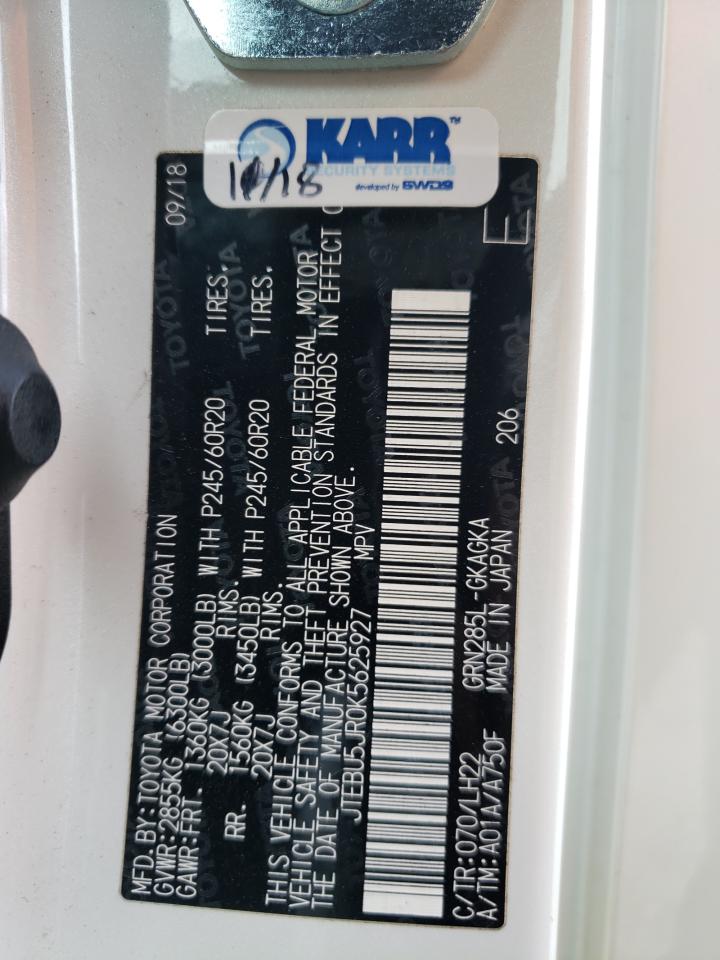 KARR™
SECURITY SYSTEMS
developed by SWDS
11/18
MFD.BY:TOYOTA MOTOR CORPORATION 09/18
GVWR:2855KG (6300LB)
GAWR:FRT. 1360KG (3000LB) WITH P245/60R20 TIRES,
20X7J RIMS.
RR. 1560KG (3450LB) WITH P245/60R20 TIRES,
20X7J RIMS.
THIS VEHICLE CONFORMS TO ALL APPLICABLE FEDERAL MOTOR
VEHICLE SAFETY AND THEFT PREVENTION STANDARDS IN EFFECT
THE DATE OF MANUFACTURE SHOWN ABOVE.
JTEBU5JR0K5625927 MPV
E
C/TR:070/LH22 GRN285L-GKAGKA 206
A/TM:A01A/A750F MADE IN JAPAN